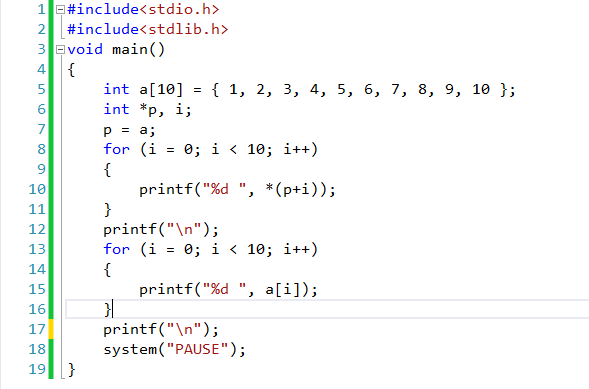 1 #include<stdio.h>
2 #include<stdlib.h>
3 void main()
4 {
5     int a[10] = { 1, 2, 3, 4, 5, 6, 7, 8, 9, 10 };
6     int *p, i;
7     p = a;
8     for (i = 0; i < 10; i++)
9     {
10         printf("%d ", *(p+i));
11     }
12     printf("\n");
13     for (i = 0; i < 10; i++)
14     {
15         printf("%d ", a[i]);
16     }
17     printf("\n");
18     system("PAUSE");
19 }